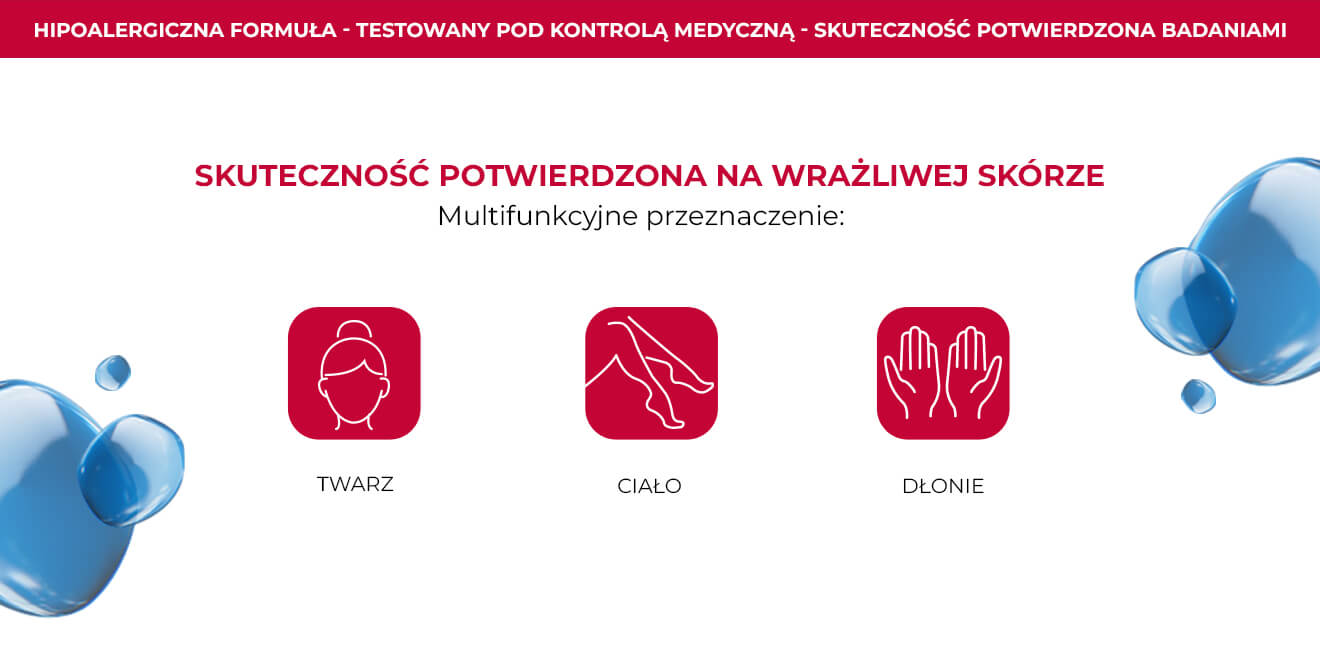 HIPOALERGICZNA FORMUŁA - TESTOWANY POD KONTROLĄ MEDYCZNĄ - SKUTECZNOŚĆ POTWIERDZONA BADANIAMI
SKUTECZNOŚĆ POTWIERDZONA NA WRAŻLIWEJ SKÓRZE
Multifunkcyjne przeznaczenie:
TWARZ
CIAŁO
DŁONIE